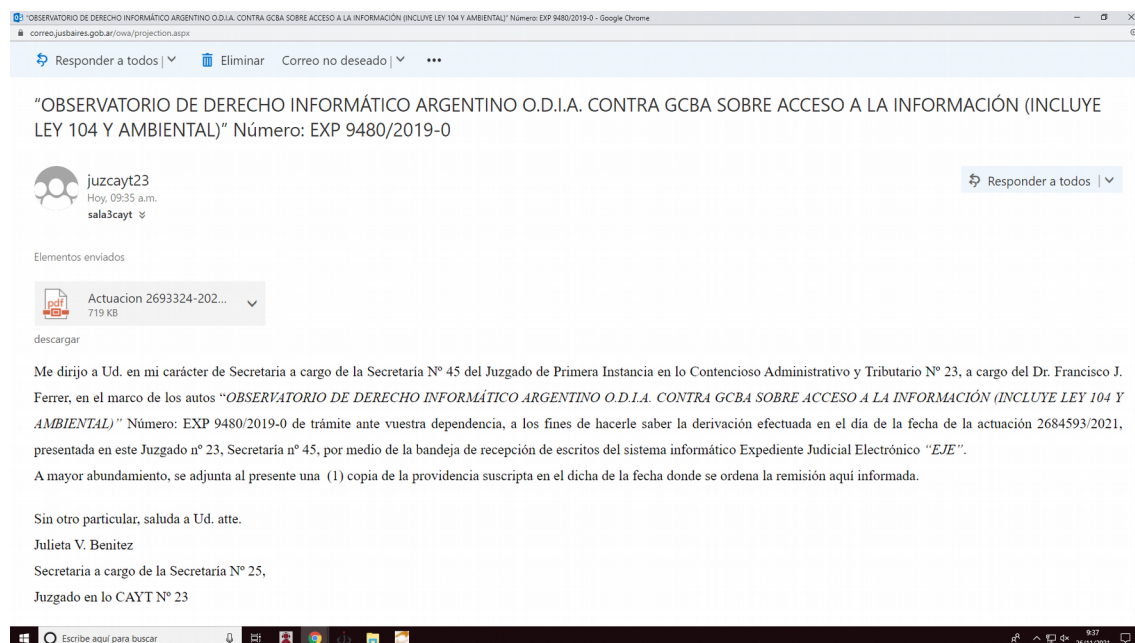 "OBSERVATORIO DE DERECHO INFORMÁTICO ARGENTINO O.D.I.A. CONTRA GCBA SOBRE ACCESO A LA INFORMACIÓN (INCLUYE LEY 104 Y AMBIENTAL)" Número: EXP 9480/2019-0 - Google Chrome
correo.jusbaires.gob.ar/owa/projection.aspx
Responder a todos | Eliminar Correo no deseado | ...
"OBSERVATORIO DE DERECHO INFORMÁTICO ARGENTINO O.D.I.A. CONTRA GCBA SOBRE ACCESO A LA INFORMACIÓN (INCLUYE
LEY 104 Y AMBIENTAL)" Número: EXP 9480/2019-0
juzcayt23
Responder a todos |
Hoy, 09:35 a.m.
sala3cayt
Elementos enviados
pdf
Actuacion 2693324-202...
719 KB
descargar
Me dirijo a Ud. en mi carácter de Secretaria a cargo de la Secretaría Nº 45 del Juzgado de Primera Instancia en lo Contencioso Administrativo y Tributario Nº 23, a cargo del Dr. Francisco J.
Ferrer, en el marco de los autos "OBSERVATORIO DE DERECHO INFORMÁTICO ARGENTINO O.D.I.A. CONTRA GCBA SOBRE ACCESO A LA INFORMACIÓN (INCLUYE LEY 104 Y
AMBIENTAL)" Número: EXP 9480/2019-0 de trámite ante vuestra dependencia, a los fines de hacerle saber la derivación efectuada en el día de la fecha de la actuación 2684593/2021,
presentada en este Juzgado nº 23, Secretaría nº 45, por medio de la bandeja de recepción de escritos del sistema informático Expediente Judicial Electrónico "EJE".
A mayor abundamiento, se adjunta al presente una (1) copia de la providencia suscripta en el dicha de la fecha donde se ordena la remisión aquí informada.
Sin otro particular, saluda a Ud. atte.
Julieta V. Benitez
Secretaria a cargo de la Secretaría Nº 25,
Juzgado en lo CAYT Nº 23
Escribe aquí para buscar
9:37
26/11/2021